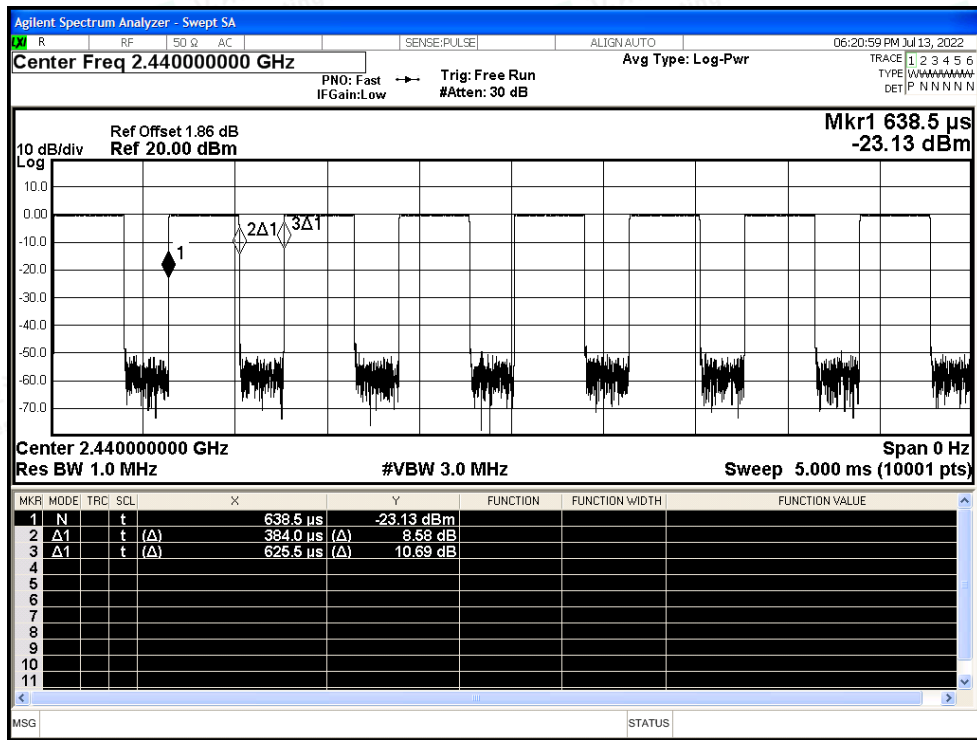 Agilent Spectrum Analyzer - Swept SA
LXI R RF 50 Ω AC SENSE:PULSE ALIGN AUTO 06:20:59 PM Jul 13, 2022
Center Freq 2.440000000 GHz
Avg Type: Log-Pwr
TRACE 1 2 3 4 5 6
PNO: Fast Trig: Free Run
TYPE
IFGain:Low #Atten: 30 dB
DET P N N N N N
Mkr1 638.5 µs
Ref Offset 1.86 dB
10 dB/div Ref 20.00 dBm -23.13 dBm
Log
10.0
0.00
2Δ1 3Δ1
-10.0
1
-20.0
-30.0
-40.0
-50.0
-60.0
-70.0
Center 2.440000000 GHz Span 0 Hz
Res BW 1.0 MHz #VBW 3.0 MHz Sweep 5.000 ms (10001 pts)
MKR MODE TRC SCL X Y FUNCTION FUNCTION WIDTH FUNCTION VALUE
1 N t 638.5 µs -23.13 dBm
2 Δ1 t (Δ) 384.0 µs (Δ) 8.58 dB
3 Δ1 t (Δ) 625.5 µs (Δ) 10.69 dB
4
5
6
7
8
9
10
11
MSG STATUS